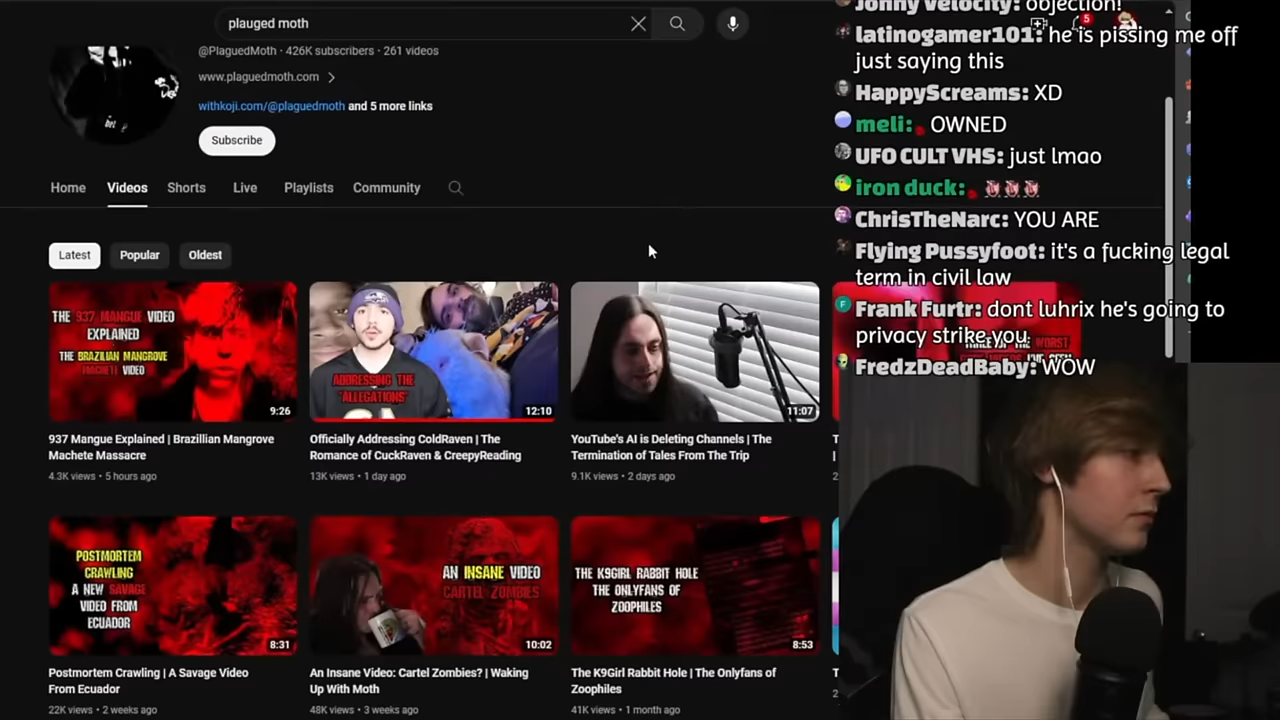 plauged moth
5
@PlaguedMoth • 426K subscribers • 261 videos
www.plaguedmoth.com
withkoji.com/@plaguedmoth and 5 more links
Subscribe
Home Videos Shorts Live Playlists Community
Latest Popular Oldest
THE 937 MANGUE VIDEO
EXPLAINED
THE BRAZILIAN MANGROVE
MACHETE VIDEO
9:26
937 Mangue Explained | Brazillian Mangrove
Machete Massacre
4.3K views • 5 hours ago
ADDRESSING THE
"ALLEGATIONS"
12:10
Officially Addressing ColdRaven | The
Romance of CuckRaven & CreepyReading
13K views • 1 day ago
11:07
YouTube's AI is Deleting Channels | The
Termination of Tales From The Trip
9.1K views • 2 days ago
POSTMORTEM
CRAWLING
A NEW SAVAGE
VIDEO FROM
ECUADOR
8:31
Postmortem Crawling | A Savage Video
From Ecuador
22K views • 2 weeks ago
AN INSANE VIDEO
CARTEL ZOMBIES?
10:02
An Insane Video: Cartel Zombies? | Waking
Up With Moth
48K views • 3 weeks ago
THE K9GIRL RABBIT HOLE
THE ONLYFANS OF
ZOOPHILES
8:53
The K9Girl Rabbit Hole | The Onlyfans of
Zoophiles
41K views • 1 month ago
Jonny Velocity: objection!
latinogamer101: he is pissing me off
just saying this
HappyScreams: XD
meli: OWNED
UFO CULT VHS: just lmao
iron duck:
ChrisTheNarc: YOU ARE
Flying Pussyfoot: it's a fucking legal
term in civil law
Frank Furtr: dont luhrix he's going to
privacy strike you
FredzDeadBaby: WOW